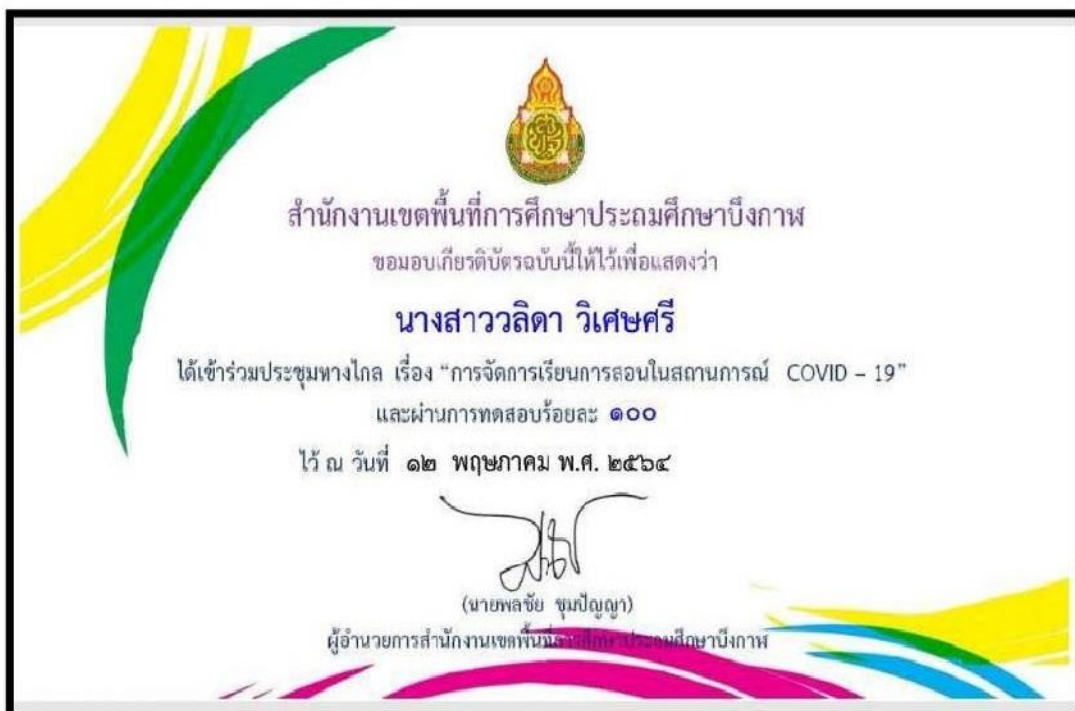 สำนักงานเขตพื้นที่การศึกษาประถมศึกษาบึงกาฬ
ขอมอบเกียรติบัตรฉบับนี้ให้ไว้เพื่อแสดงว่า
นางสาววลิดา วิเศษศรี
ได้เข้าร่วมประชุมทางไกล เรื่อง “การจัดการเรียนการสอนในสถานการณ์ COVID – 19”
และผ่านการทดสอบร้อยละ ๑๐๐
ไว้ ณ วันที่ ๑๒ พฤษภาคม พ.ศ. ๒๕๖๔
(นายพลชัย ชุมปัญญา)
ผู้อำนวยการสำนักงานเขตพื้นที่การศึกษาประถมศึกษาบึงกาฬ